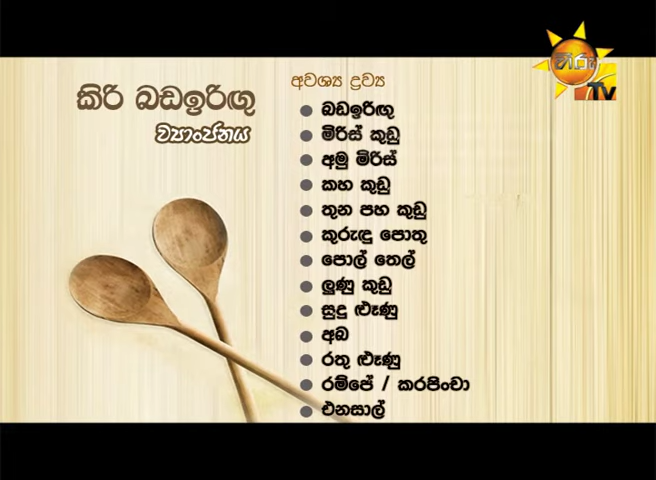 කිරි බඩඉරිඟු
ව්‍යාංජනය
අවශ්‍ය ද්‍රව්‍ය
බඩඉරිඟු
මිරිස් කුඩු
අමු මිරිස්
කහ කුඩු
තුන පහ කුඩු
කුරුඳු පොතු
පොල් තෙල්
ලුණු කුඩු
සුදු ළූණු
අබ
රතු ළූණු
රම්පේ / කරපිංචා
එනසාල්
හිරු
TV